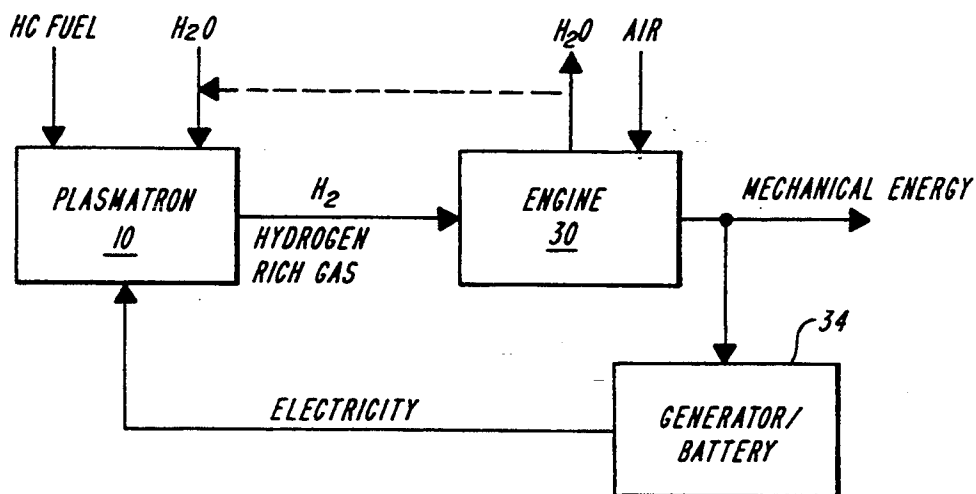 HC FUEL
H2O
H2O
AIR
PLASMATRON
10
H2
HYDROGEN
RICH GAS
ENGINE
30
MECHANICAL ENERGY
34
ELECTRICITY
GENERATOR/
BATTERY